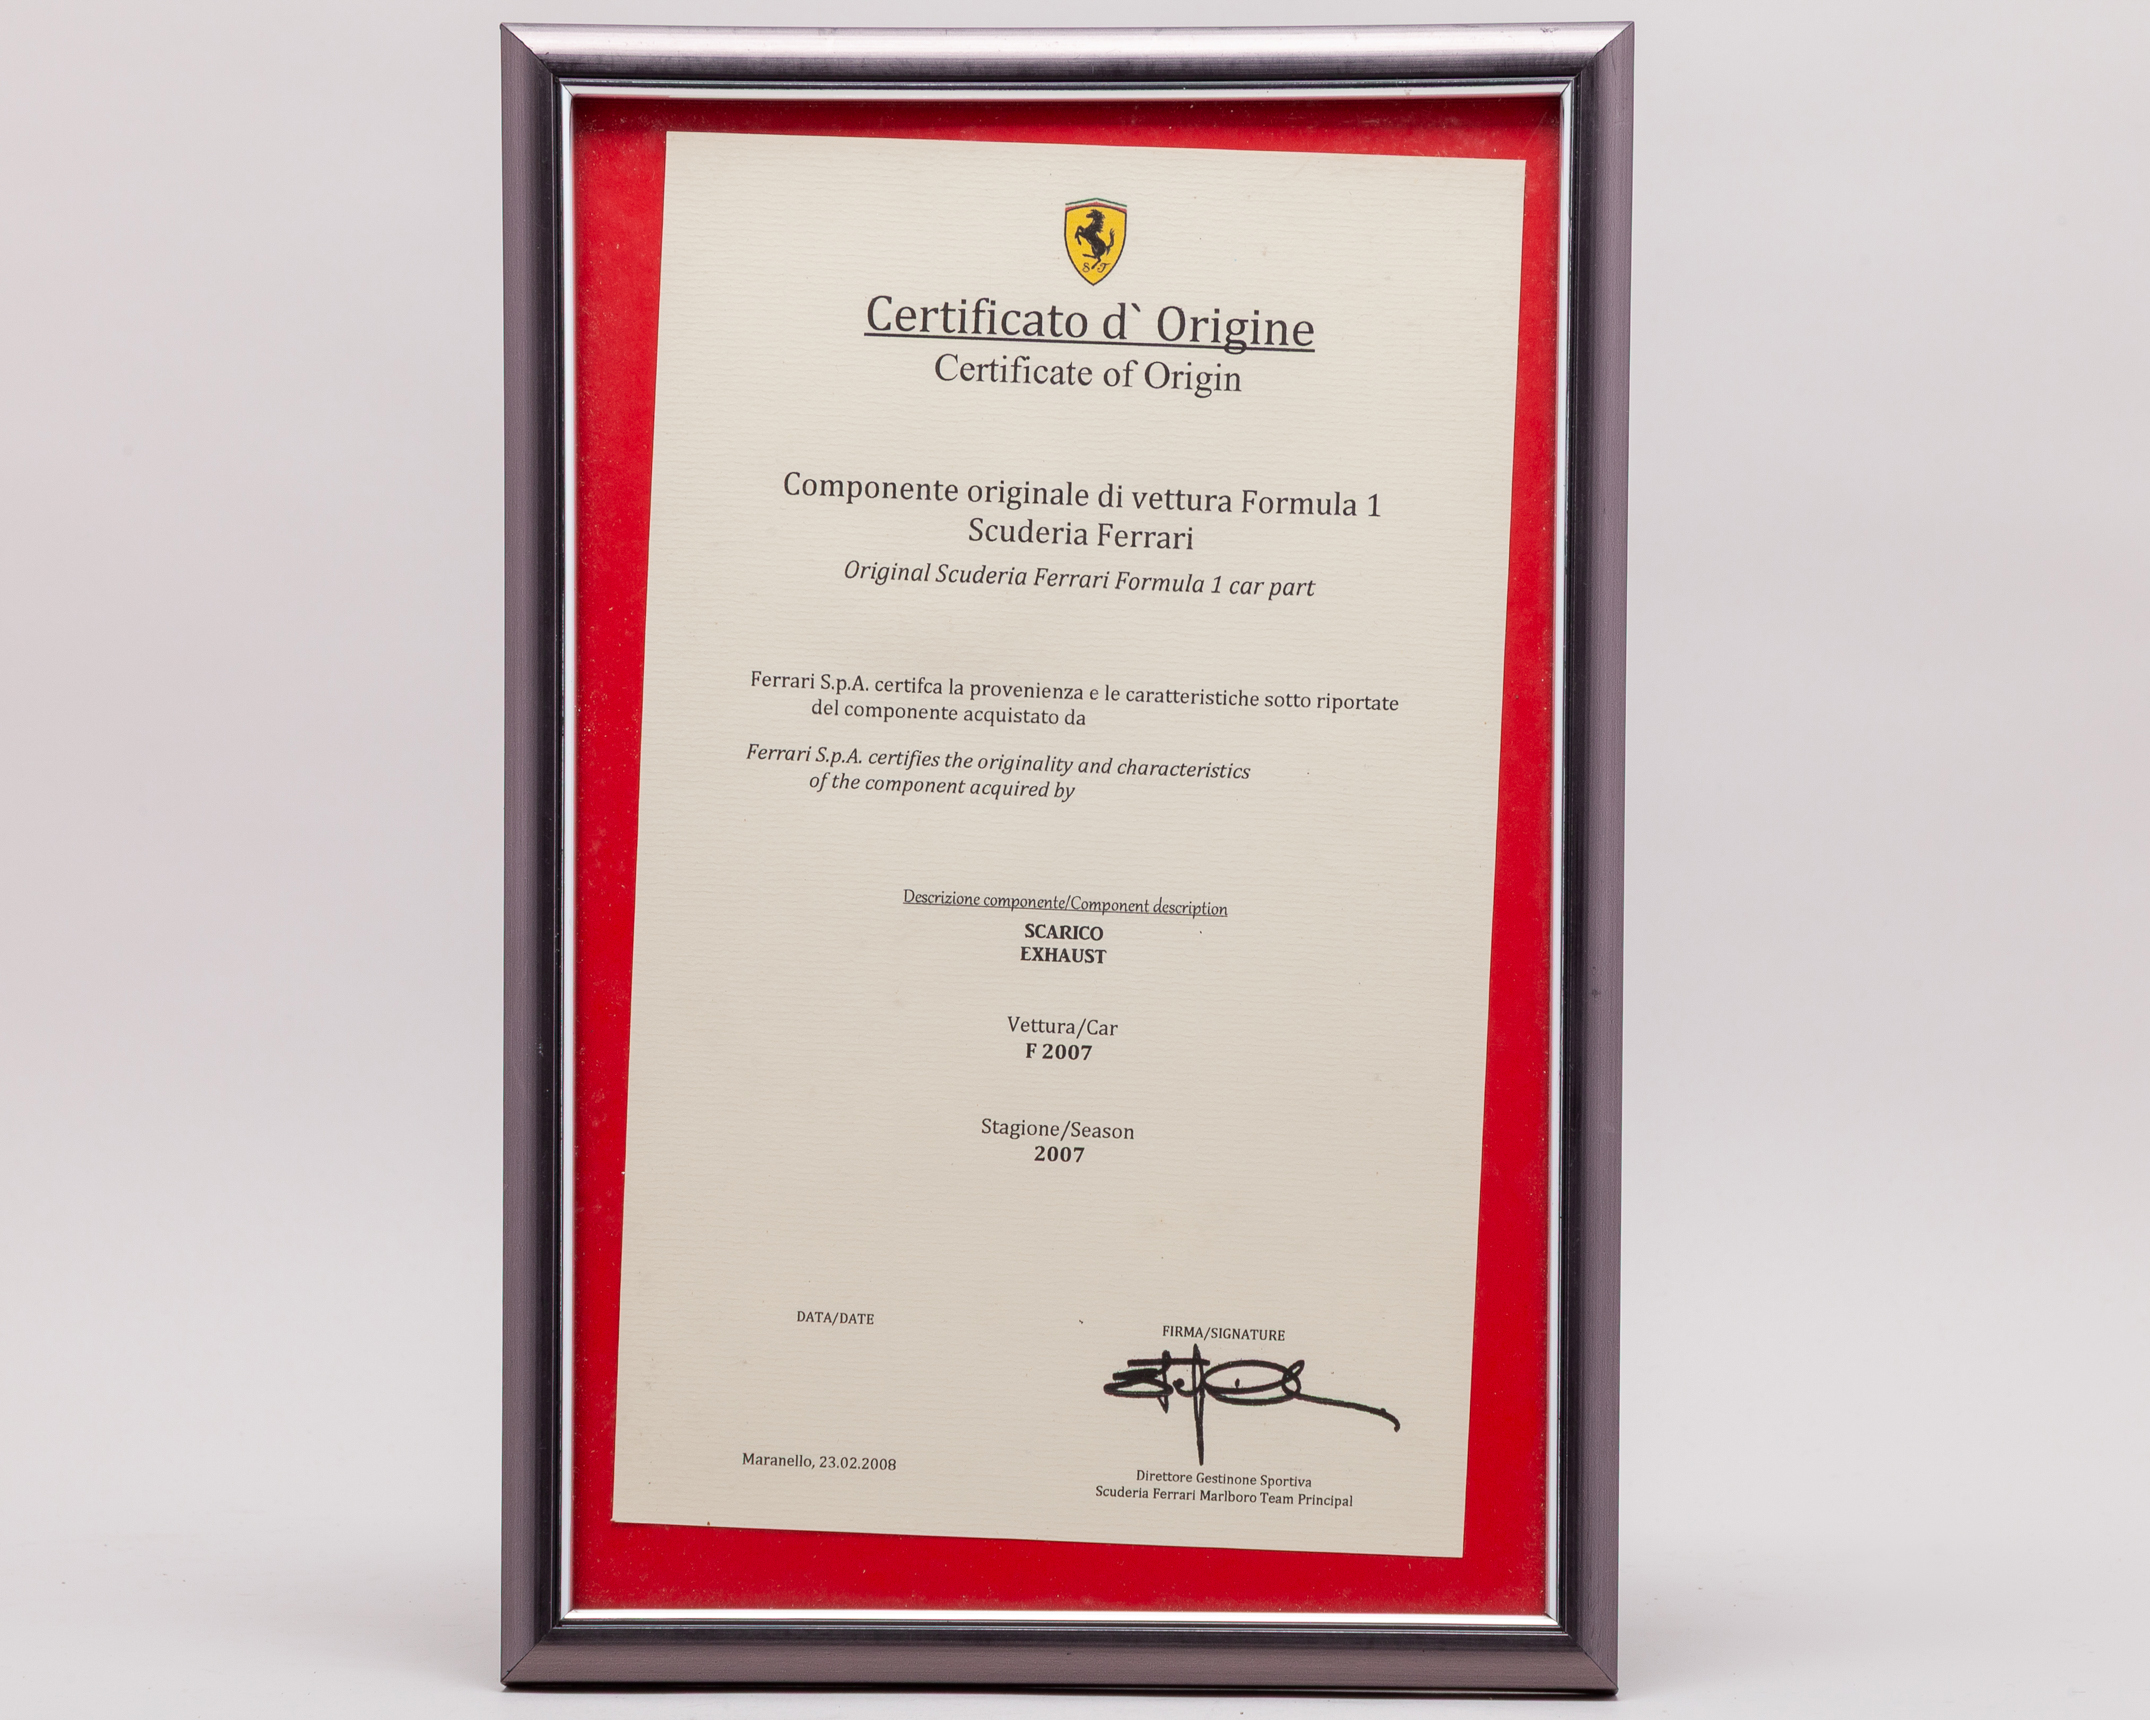 S F
Certificato d` Origine
Certificate of Origin
Componente originale di vettura Formula 1
Scuderia Ferrari
Original Scuderia Ferrari Formula 1 car part
Ferrari S.p.A. certifca la provenienza e le caratteristiche sotto riportate
del componente acquistato da
Ferrari S.p.A. certifies the originality and characteristics
of the component acquired by
Descrizione componente/Component description
SCARICO
EXHAUST
Vettura/Car
F 2007
Stagione/Season
2007
DATA/DATE
FIRMA/SIGNATURE
Maranello, 23.02.2008
Direttore Gestinone Sportiva
Scuderia Ferrari Marlboro Team Principal